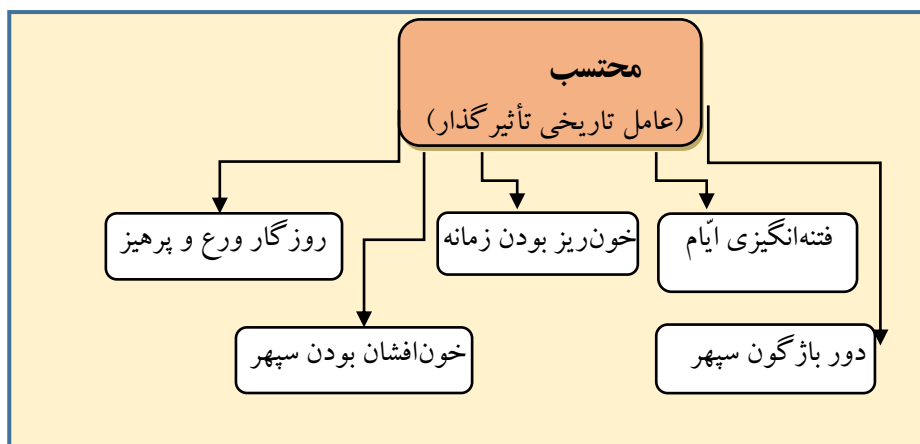 محتسب
(عامل تاریخی تأثیرگذار)
فتنه‌انگیزی ایّام
خون‌ریز بودن زمانه
روزگار ورع و پرهیز
دور باژگون سپهر
خون‌افشان بودن سپهر